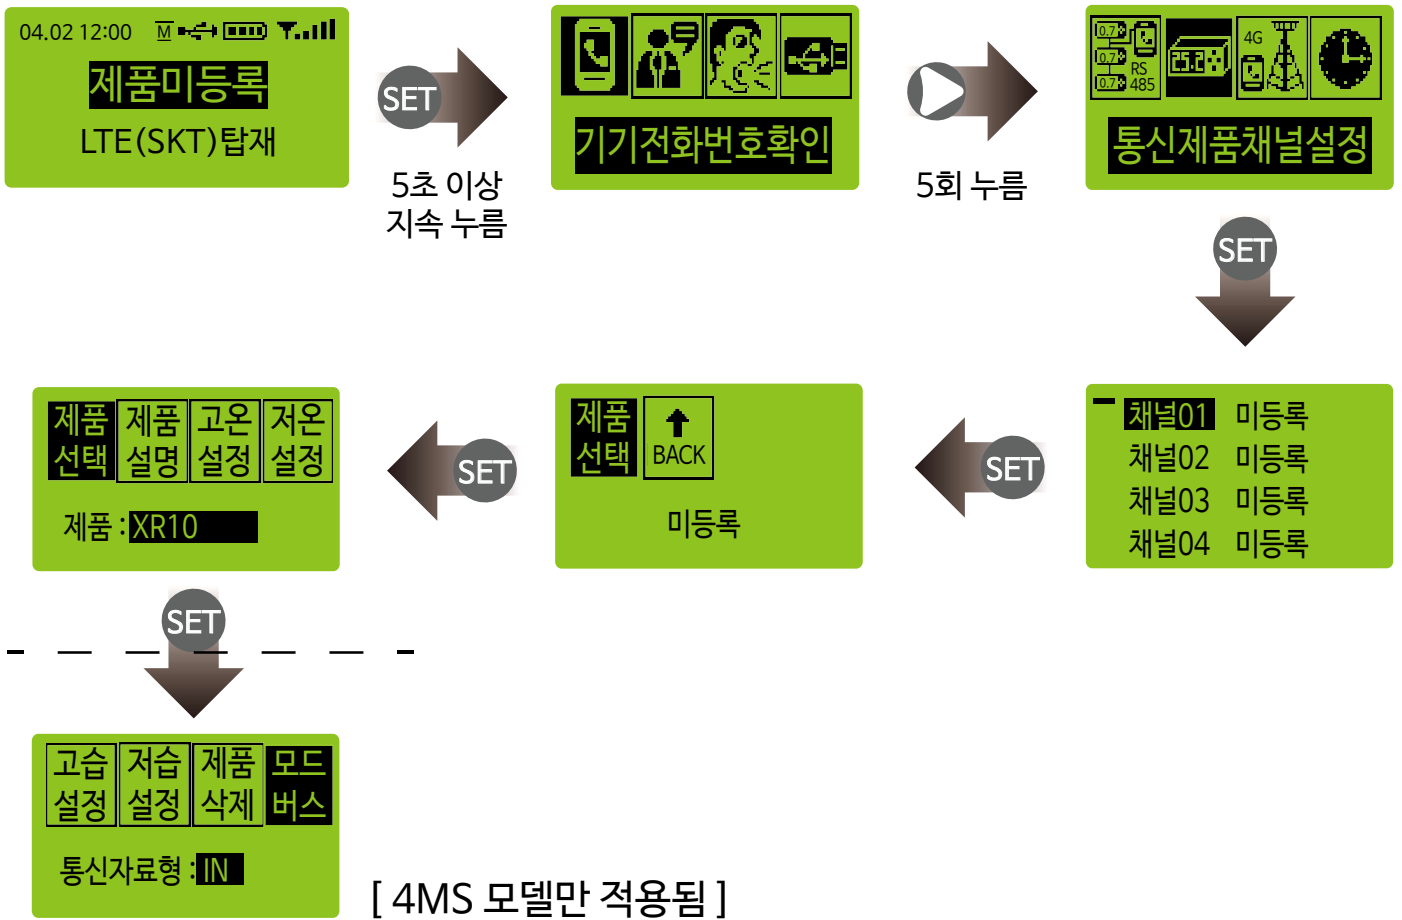 04.02 12:00 M
제품미등록
LTE(SKT)탑재
SET
5초 이상
지속 누름
기기전화번호확인
5회 누름
0.7
0.7
0.7
RS
485
25.2
4G
통신제품채널설정
SET
채널01 미등록
채널02 미등록
채널03 미등록
채널04 미등록
SET
제품
선택
BACK
미등록
SET
제품 제품 고온 저온
선택 설명 설정 설정
제품 : XR10
SET
고습 저습 제품 모드
설정 설정 삭제 버스
통신자료형 : IN
[ 4MS 모델만 적용됨 ]